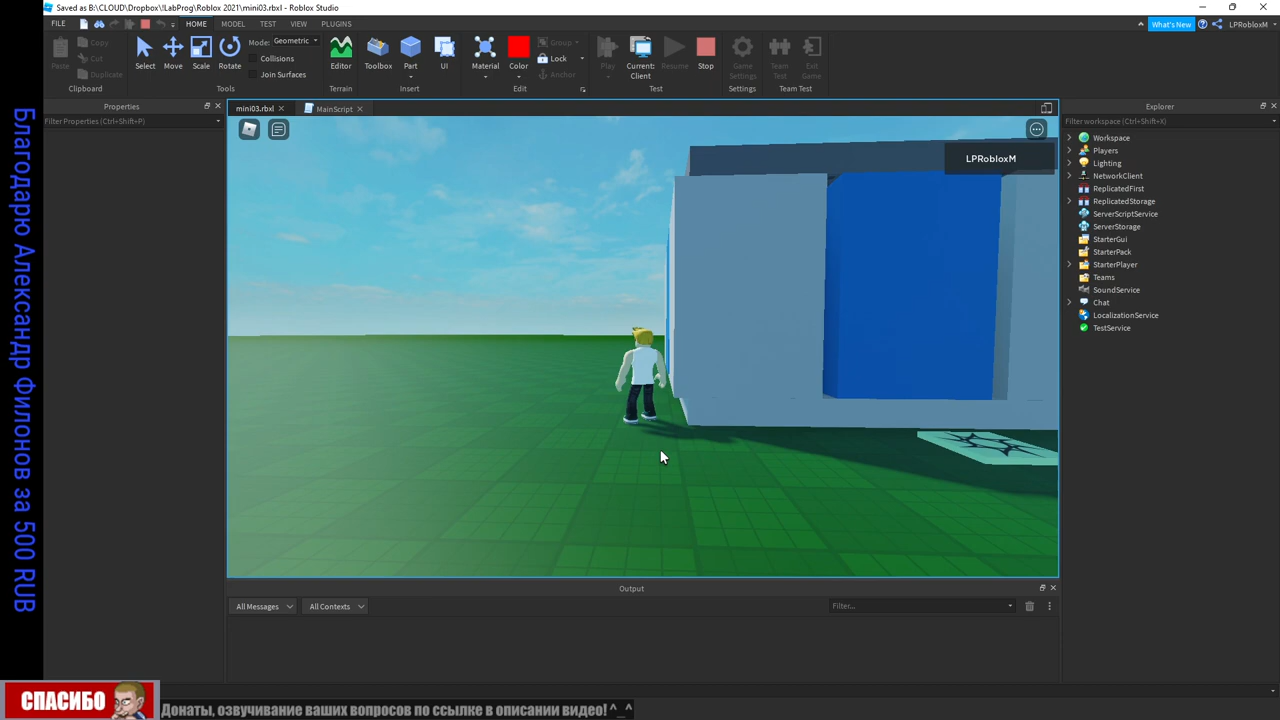 Saved as B:\CLOUD\Dropbox\!LabProg\Roblox 2021\mini03.rbxl - Roblox Studio
FILE HOME MODEL TEST VIEW PLUGINS What's New LPRobloxM
Paste Copy Cut Duplicate
Clipboard
Select Move Scale Rotate
Mode: Geometric
Collisions
Join Surfaces
Tools
Editor
Terrain
Toolbox Part UI
Insert
Material Color
Group
Lock
Anchor
Edit
Play Current: Client Resume Stop
Test
Game Settings
Settings
Team Test Exit Game
Team Test
Properties
Filter Properties (Ctrl+Shift+P)
mini03.rbxl MainScript
LPRobloxM
Explorer
Filter workspace (Ctrl+Shift+X)
Workspace
Players
Lighting
NetworkClient
ReplicatedFirst
ReplicatedStorage
ServerScriptService
ServerStorage
StarterGui
StarterPack
StarterPlayer
Teams
SoundService
Chat
LocalizationService
TestService
Output
All Messages All Contexts Filter...
Благодарю Александр Филонов за 500 RUB
СПАСИБО
Донаты, озвучивание ваших вопросов по ссылке в описании видео! ^_^